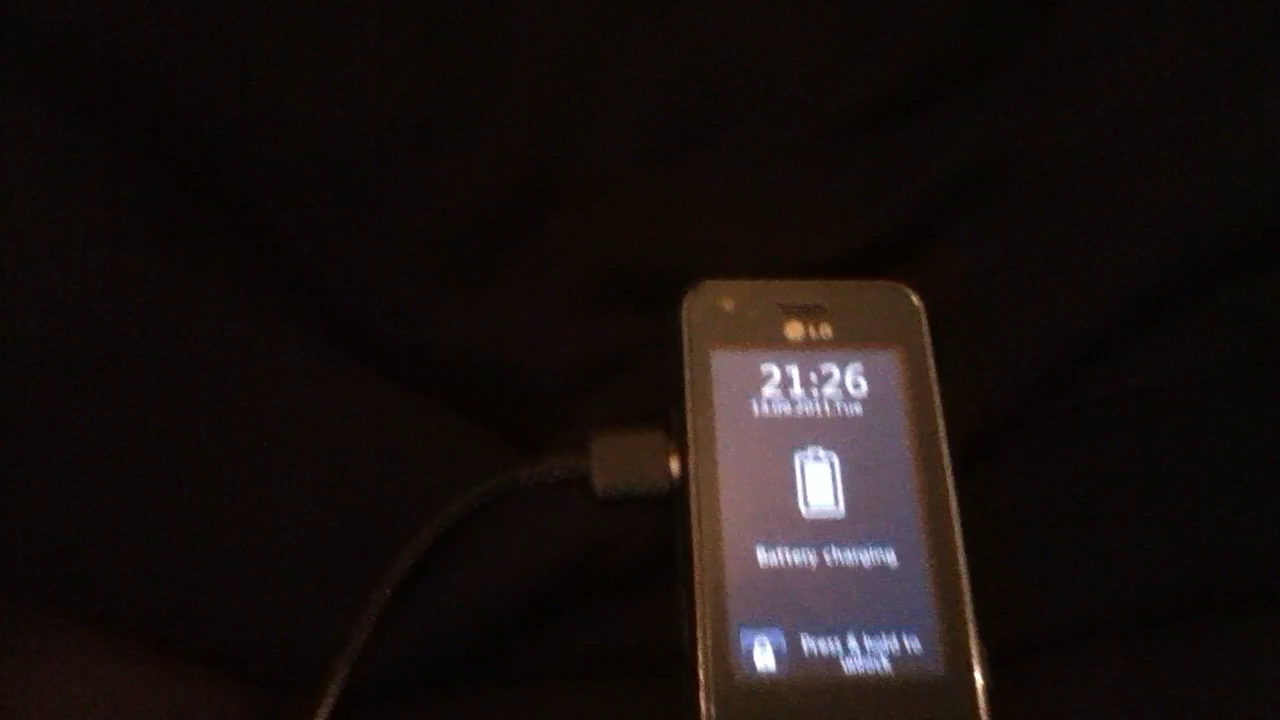 LG
21:26
Battery charging
Press & hold to
unlock